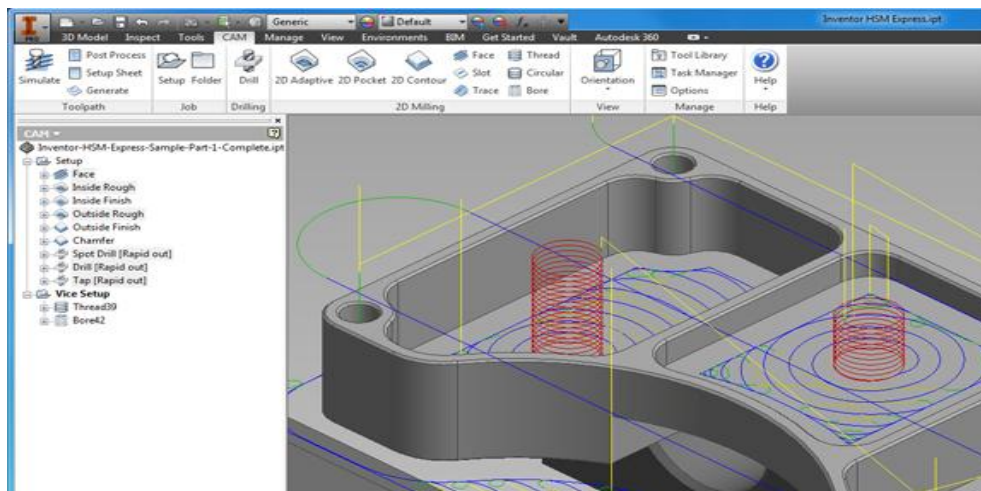 Generic Default Inventor HSM Express.ipt
PRO 3D Model Inspect Tools CAM Manage View Environments BIM Get Started Vault Autodesk 360
Post Process Face Thread Tool Library
Simulate Setup Sheet Setup Folder Drill 2D Adaptive 2D Pocket 2D Contour Slot Circular Orientation Task Manager Help
Generate Trace Bore Options
Toolpath Job Drilling 2D Milling View Manage Help
CAM
Inventor-HSM-Express-Sample-Part-1-Complete.ipt
Setup
Face
Inside Rough
Inside Finish
Outside Rough
Outside Finish
Chamfer
Spot Drill [Rapid out]
Drill [Rapid out]
Tap [Rapid out]
Vice Setup
Thread39
Bore42